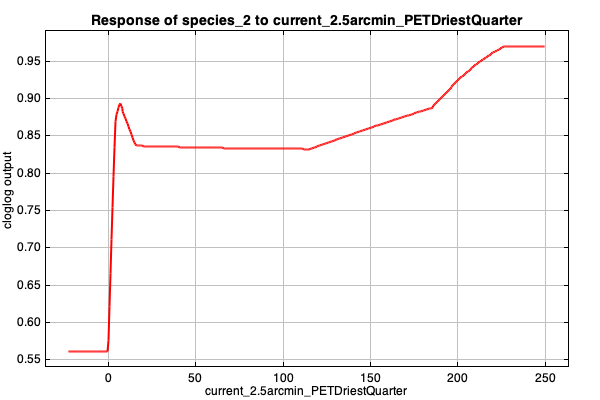 Response of species_2 to current_2.5arcmin_PETDriestQuarter
0.95
0.90
0.85
0.80
0.75
0.70
0.65
0.60
0.55
cloglog output
0 50 100 150 200 250
current_2.5arcmin_PETDriestQuarter